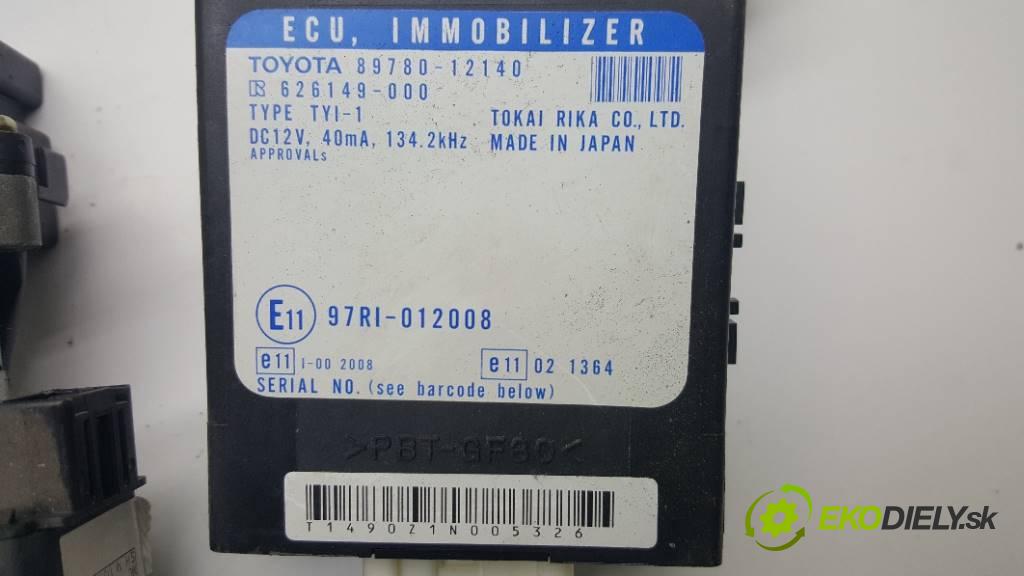 ECU, IMMOBILIZER
TOYOTA 89780-12140
626149-000
TYPE TYI-1 TOKAI RIKA CO., LTD.
DC12V, 40mA, 134.2kHz MADE IN JAPAN
APPROVALs
E11 97RI-012008
e11 I-00 2008 e11 02 1364
SERIAL NO. (see barcode below)
>PBT-GF30<
T1490Z1N005326
EKODIELY.sk